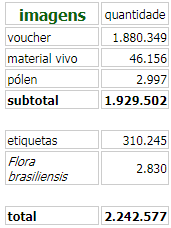 imagens quantidade
voucher 1.880.349
material vivo 46.156
pólen 2.997
subtotal 1.929.502
etiquetas 310.245
Flora
brasiliensis 2.830
total 2.242.577